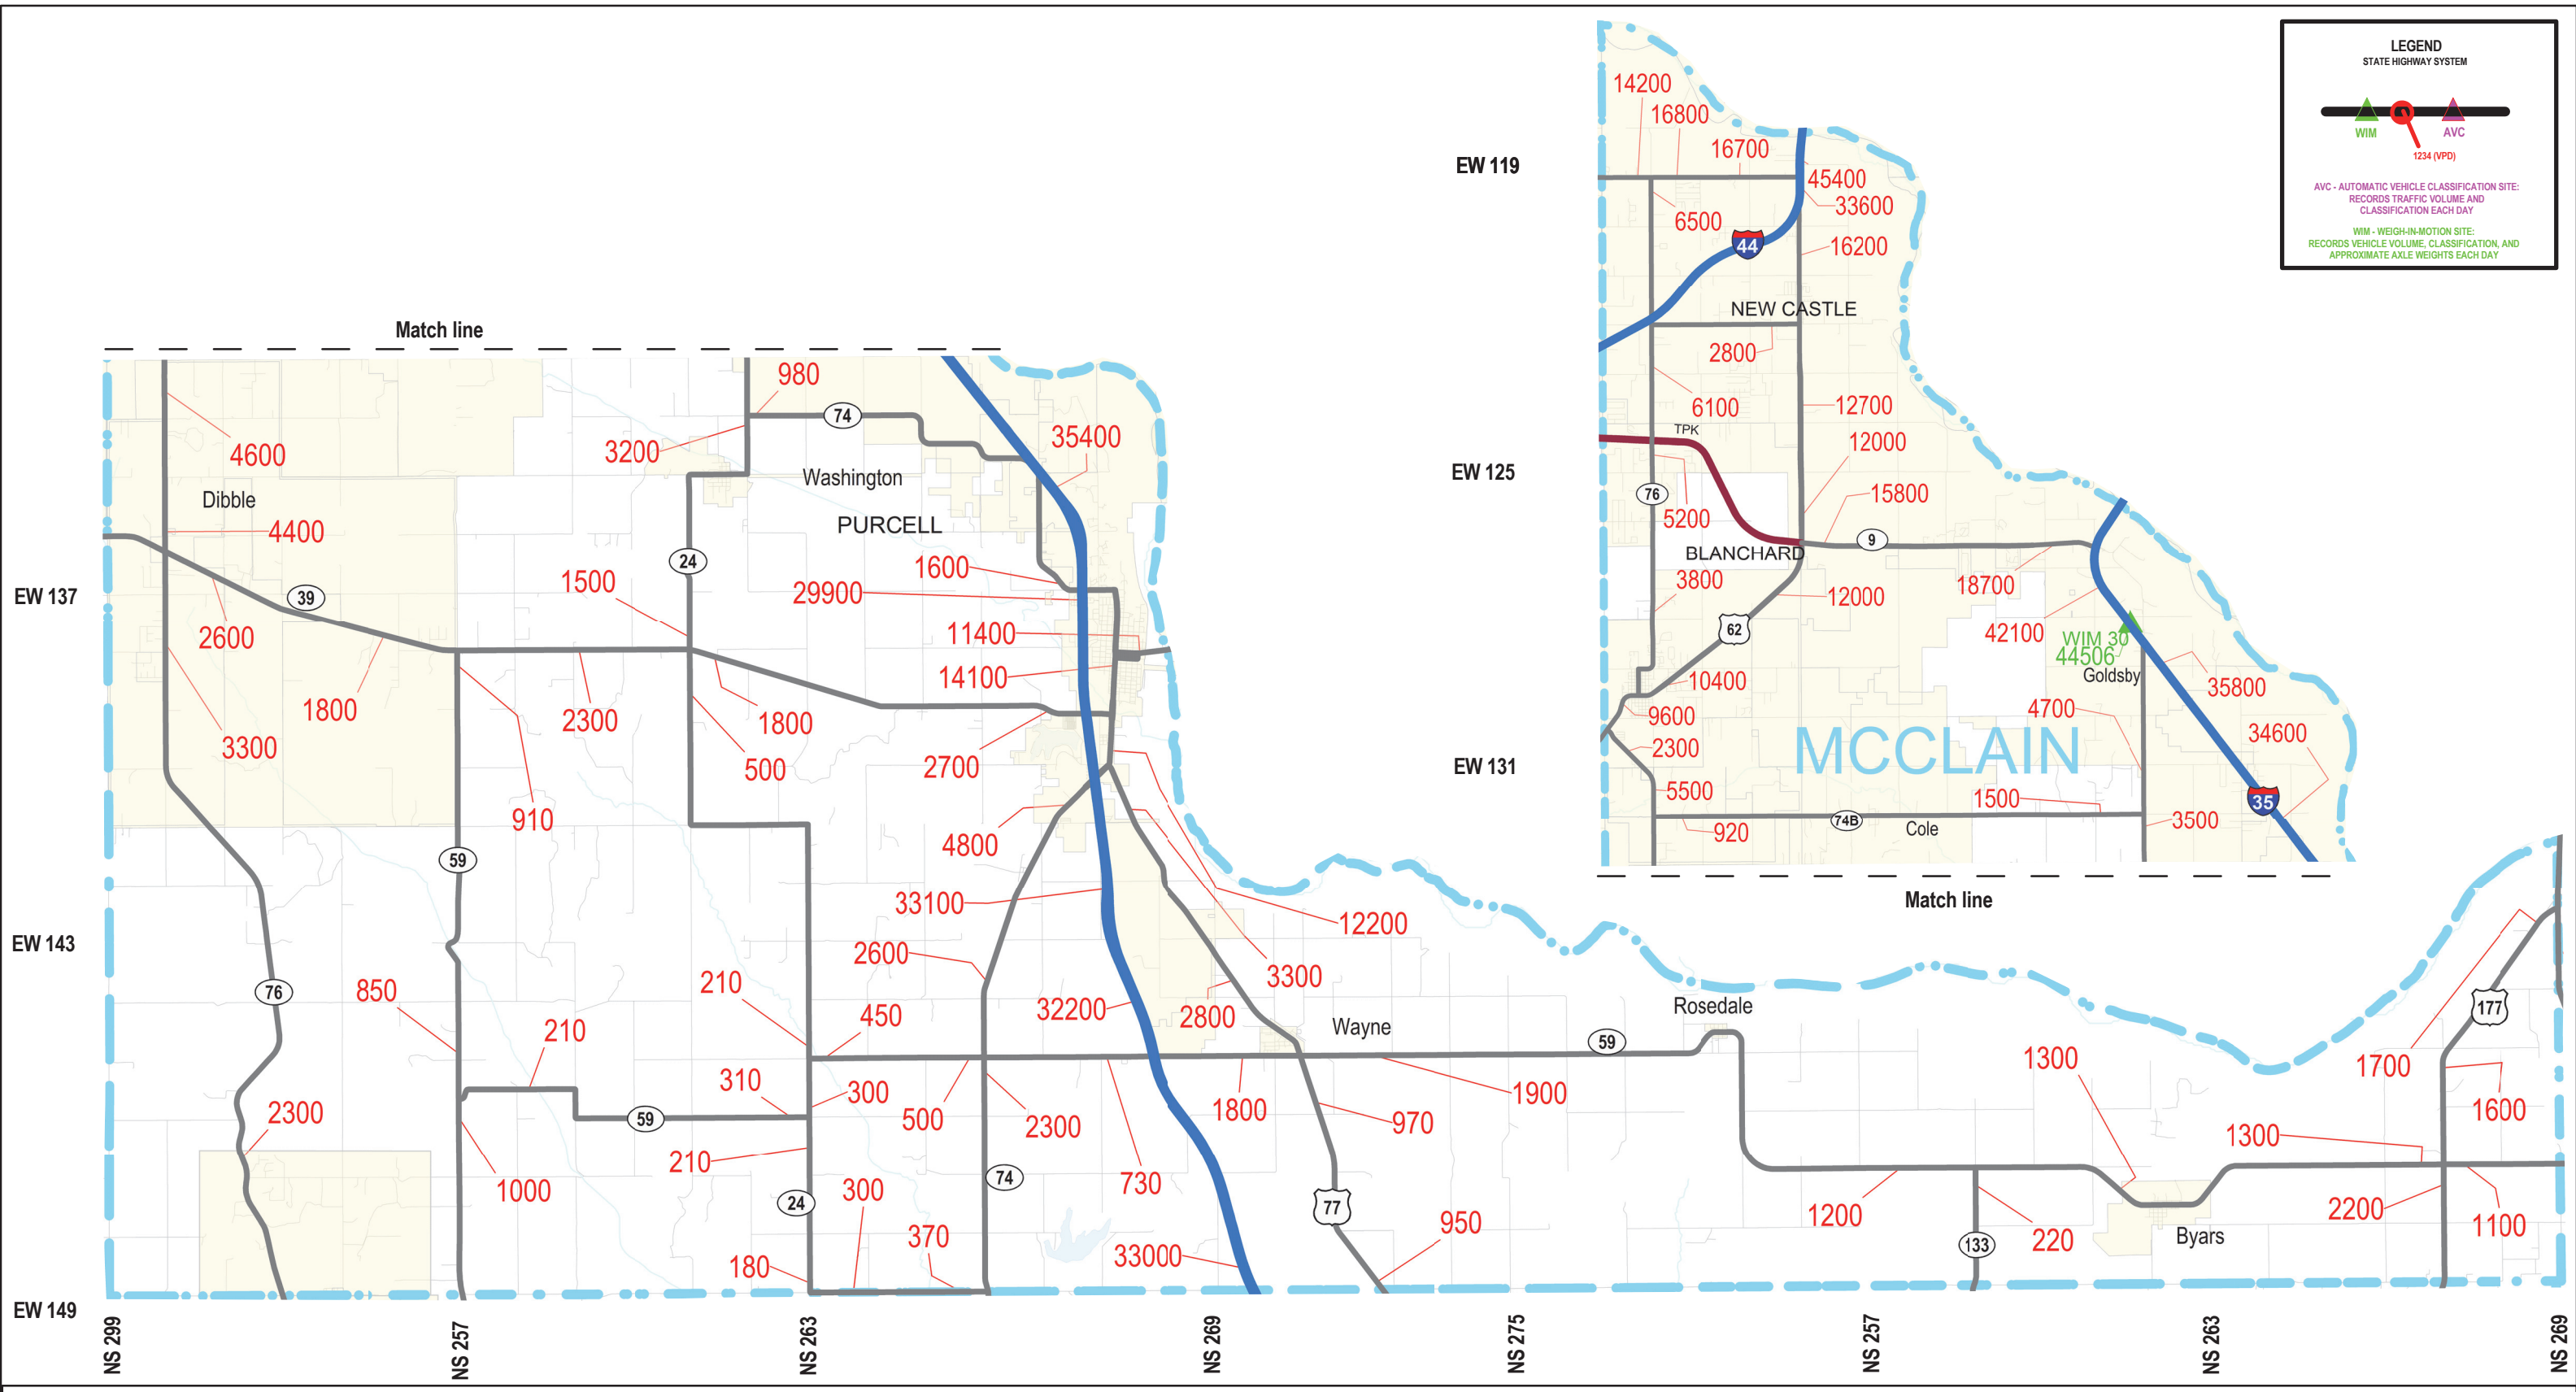 LEGEND
STATE HIGHWAY SYSTEM
WIM
AVC
1234 (VPD)
AVC - AUTOMATIC VEHICLE CLASSIFICATION SITE:
RECORDS TRAFFIC VOLUME AND
CLASSIFICATION EACH DAY
WIM - WEIGH-IN-MOTION SITE:
RECORDS VEHICLE VOLUME, CLASSIFICATION, AND
APPROXIMATE AXLE WEIGHTS EACH DAY
14200
16800
16700
EW 119
45400
33600
6500
44
16200
NEW CASTLE
2800
6100
12700
TPK
12000
EW 125
76
15800
5200
9
BLANCHARD
3800
18700
12000
62
42100
WIM 30
44506
Goldsby
10400
35800
9600
4700
2300
MCCLAIN
34600
EW 131
5500
1500
35
920
74B
Cole
3500
Match line
Match line
980
74
4600
3200
35400
Dibble
Washington
4400
PURCELL
24
1600
1500
29900
EW 137
39
2600
11400
14100
1800
2300
1800
3300
500
2700
910
4800
59
33100
12200
EW 143
2600
3300
76
850
210
32200
2800
450
Wayne
Rosedale
177
210
59
1300
1700
310
300
1900
2300
500
2300
1800
970
1600
59
1300
210
74
730
1000
24
300
77
1200
2200
1100
370
950
133
220
Byars
180
33000
EW 149
NS 299
NS 257
NS 263
NS 269
NS 275
NS 257
NS 263
NS 269